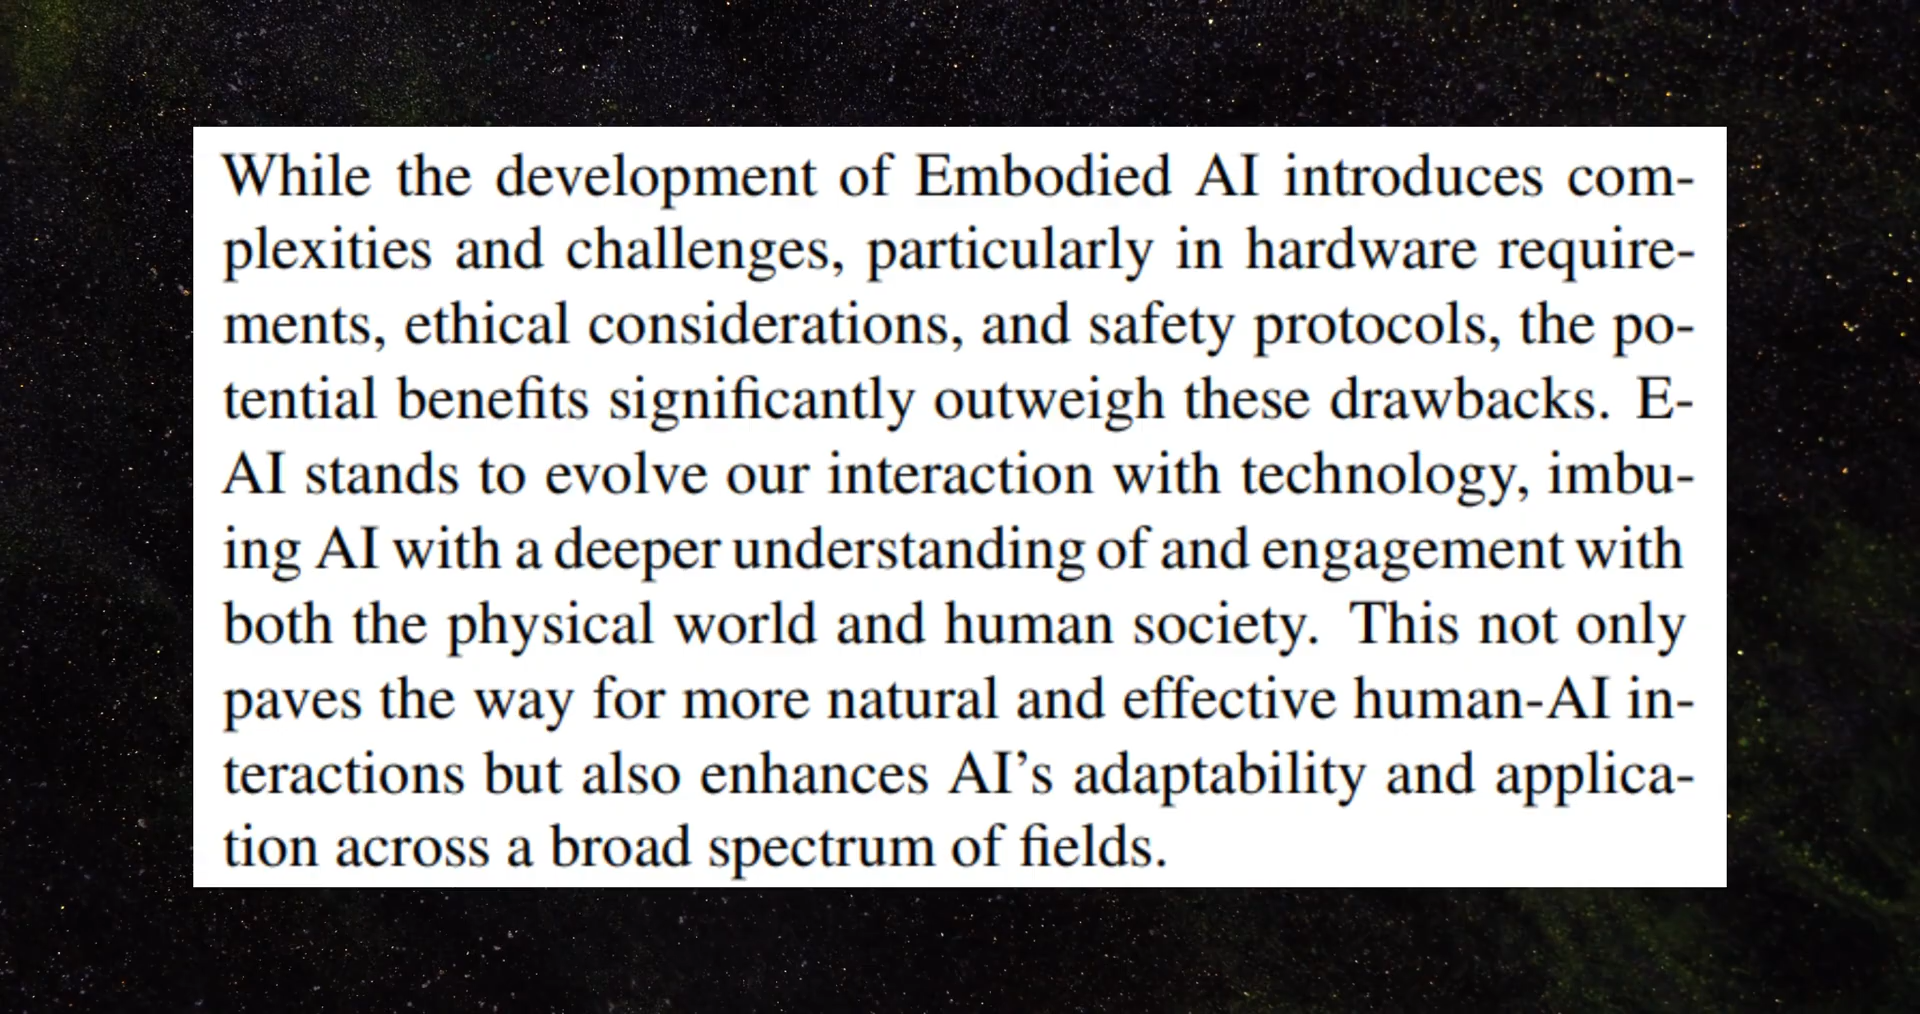 While the development of Embodied AI introduces com-
plexities and challenges, particularly in hardware require-
ments, ethical considerations, and safety protocols, the po-
tential benefits significantly outweigh these drawbacks. E-
AI stands to evolve our interaction with technology, imbu-
ing AI with a deeper understanding of and engagement with
both the physical world and human society. This not only
paves the way for more natural and effective human-AI in-
teractions but also enhances AI’s adaptability and applica-
tion across a broad spectrum of fields.